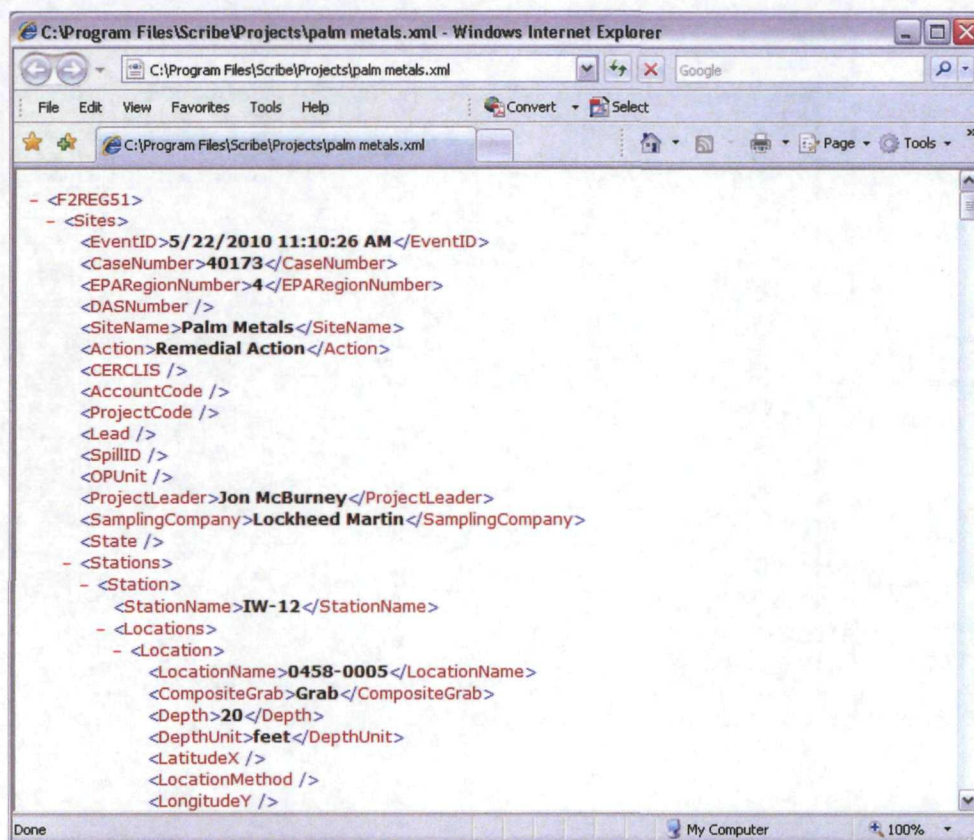 C:\Program Files\Scribe\Projects\palm metals.xml - Windows Internet Explorer
C:\Program Files\Scribe\Projects\palm metals.xml
Google
File Edit View Favorites Tools Help
Convert Select
C:\Program Files\Scribe\Projects\palm metals.xml
Page Tools »
- <F2REG51>
- <Sites>
<EventID>5/22/2010 11:10:26 AM</EventID>
<CaseNumber>40173</CaseNumber>
<EPARegionNumber>4</EPARegionNumber>
<DASNumber />
<SiteName>Palm Metals</SiteName>
<Action>Remedial Action</Action>
<CERCLIS />
<AccountCode />
<ProjectCode />
<Lead />
<SpillID />
<OPUnit />
<ProjectLeader>Jon McBurney</ProjectLeader>
<SamplingCompany>Lockheed Martin</SamplingCompany>
<State />
- <Stations>
- <Station>
<StationName>IW-12</StationName>
- <Locations>
- <Location>
<LocationName>0458-0005</LocationName>
<CompositeGrab>Grab</CompositeGrab>
<Depth>20</Depth>
<DepthUnit>feet</DepthUnit>
<LatitudeX />
<LocationMethod />
<LongitudeY />
Done My Computer 100%